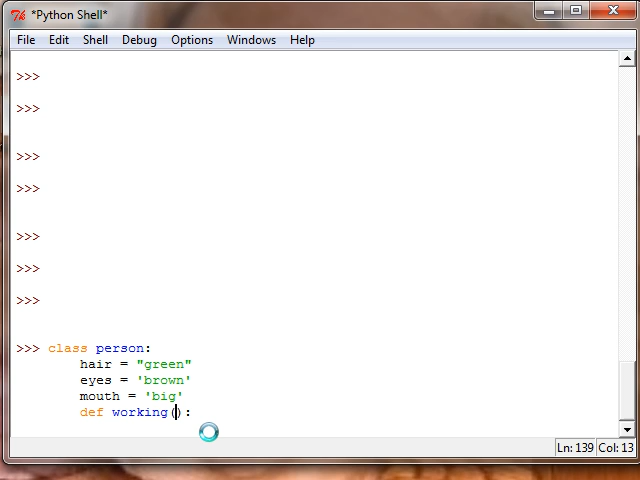 *Python Shell*
File Edit Shell Debug Options Windows Help
>>>
>>>
>>>
>>>
>>>
>>>
>>>
>>> class person:
hair = "green"
eyes = 'brown'
mouth = 'big'
def working():
Ln: 139 Col: 13